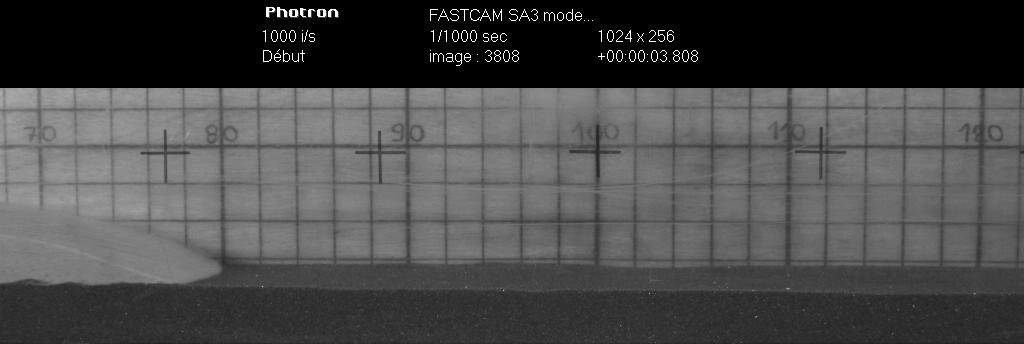 Photron
FASTCAM SA3 mode...
1000 i/s
1/1000 sec
1024 x 256
Début
image : 3808
+00:00:03.808
70
80
90
100
110
120